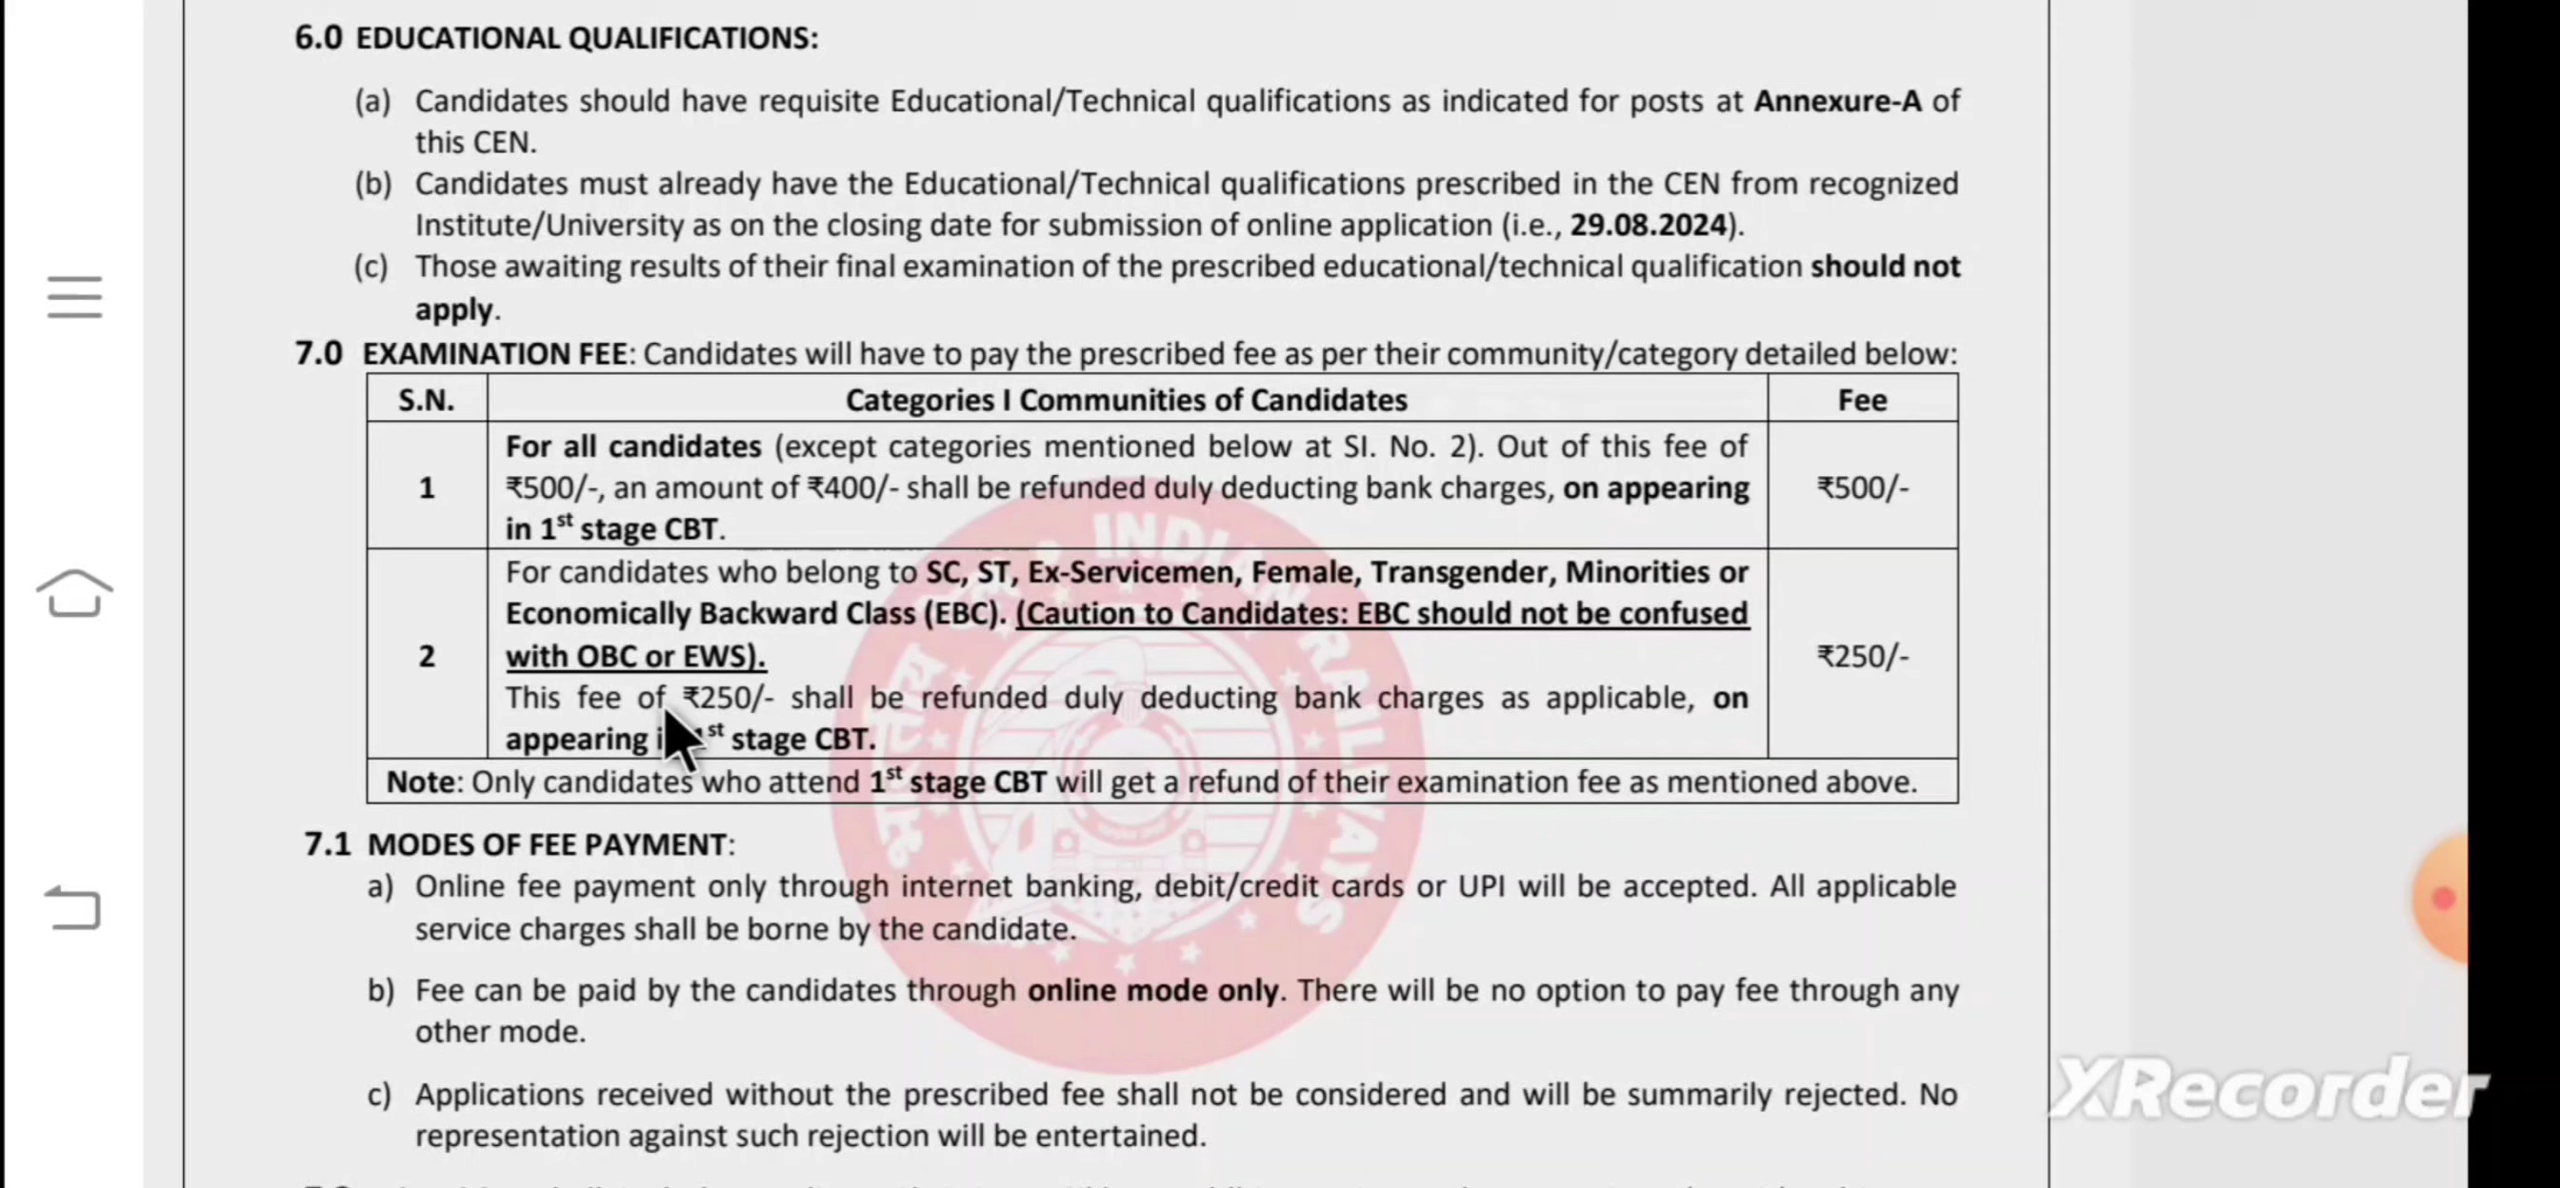 6.0 EDUCATIONAL QUALIFICATIONS:
(a) Candidates should have requisite Educational/Technical qualifications as indicated for posts at Annexure-A of
this CEN.
(b) Candidates must already have the Educational/Technical qualifications prescribed in the CEN from recognized
Institute/University as on the closing date for submission of online application (i.e., 29.08.2024).
(c) Those awaiting results of their final examination of the prescribed educational/technical qualification should not
apply.
7.0 EXAMINATION FEE: Candidates will have to pay the prescribed fee as per their community/category detailed below:
S.N. Categories I Communities of Candidates Fee
For all candidates (except categories mentioned below at SI. No. 2). Out of this fee of
1 ₹500/-, an amount of ₹400/- shall be refunded duly deducting bank charges, on appearing ₹500/-
in 1st stage CBT.
For candidates who belong to SC, ST, Ex-Servicemen, Female, Transgender, Minorities or
Economically Backward Class (EBC). (Caution to Candidates: EBC should not be confused
2 with OBC or EWS). ₹250/-
This fee of ₹250/- shall be refunded duly deducting bank charges as applicable, on
appearing st stage CBT.
Note: Only candidates who attend 1st stage CBT will get a refund of their examination fee as mentioned above.
7.1 MODES OF FEE PAYMENT:
a) Online fee payment only through internet banking, debit/credit cards or UPI will be accepted. All applicable
service charges shall be borne by the candidate.
b) Fee can be paid by the candidates through online mode only. There will be no option to pay fee through any
other mode.
c) Applications received without the prescribed fee shall not be considered and will be summarily rejected. No
representation against such rejection will be entertained.
INDIAN RAILWAYS
भारतीय रेल
XRecorder